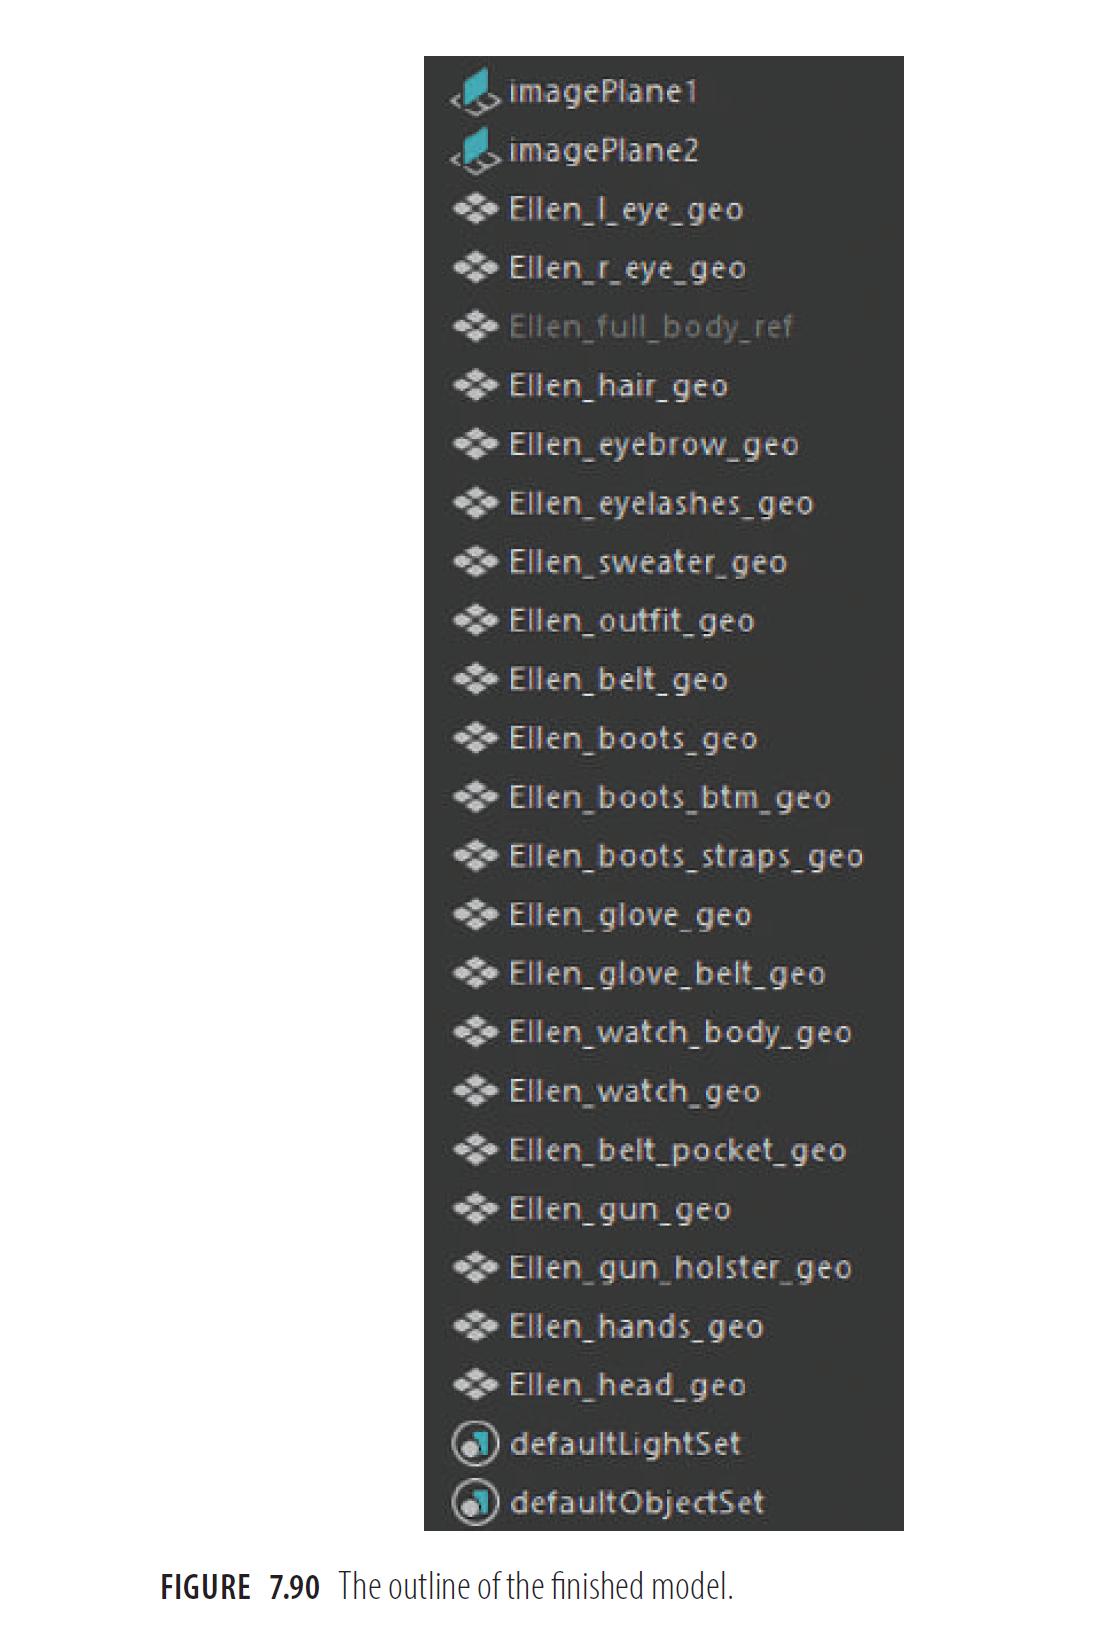 imagePlane1
imagePlane2
Ellen_l_eye_geo
Ellen_r_eye_geo
Ellen_full_body_ref
Ellen_hair_geo
Ellen_eyebrow_geo
Ellen_eyelashes_geo
Ellen_sweater_geo
Ellen_outfit_geo
Ellen_belt_geo
Ellen_boots_geo
Ellen_boots_btm_geo
Ellen_boots_straps_geo
Ellen_glove_geo
Ellen_glove_belt_geo
Ellen_watch_body_geo
Ellen_watch_geo
Ellen_belt_pocket_geo
Ellen_gun_geo
Ellen_gun_holster_geo
Ellen_hands_geo
Ellen_head_geo
defaultLightSet
defaultObjectSet
FIGURE 7.90 The outline of the finished model.